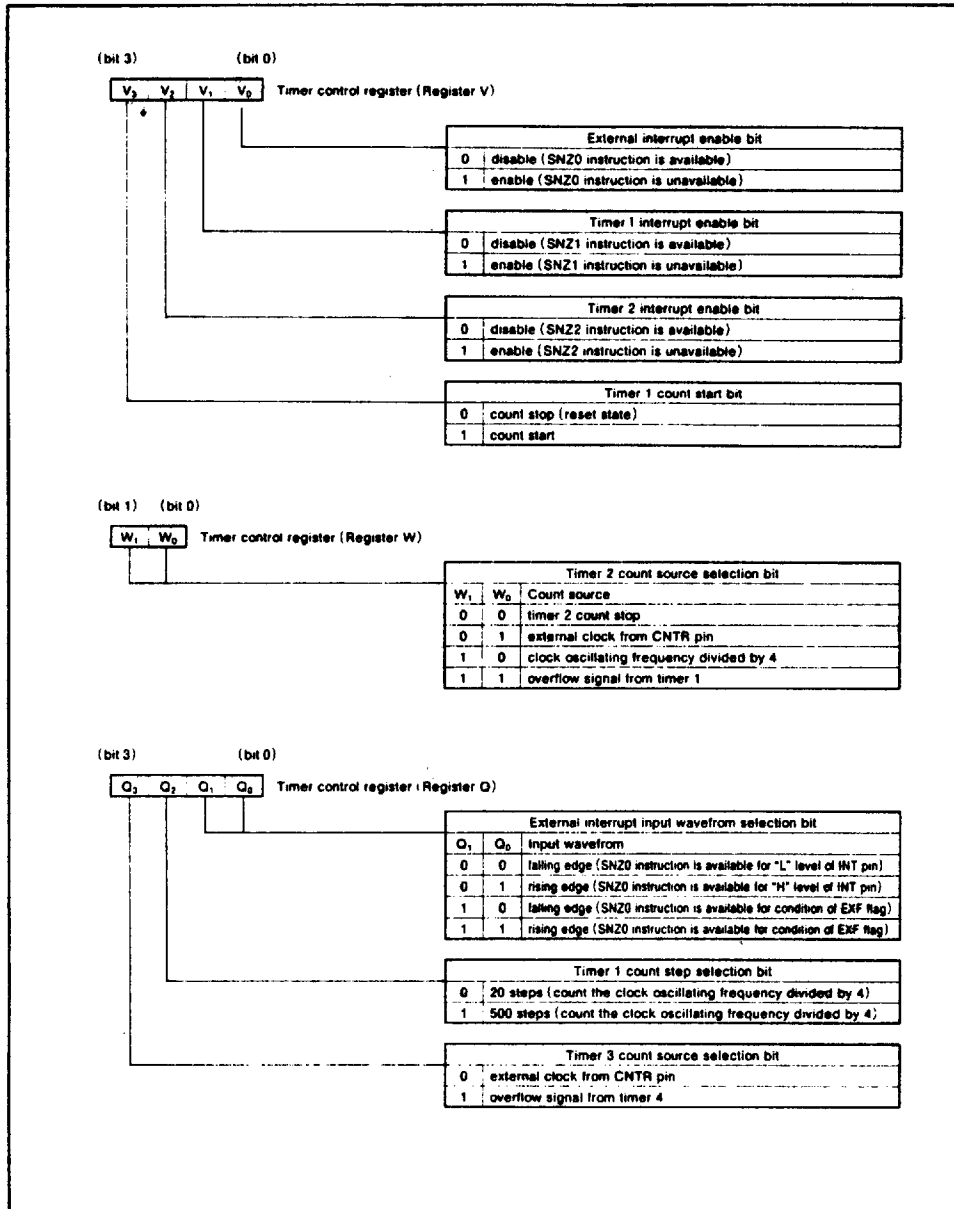 (bit 3) (bit 0)
V3 V2 V1 V0 Timer control register (Register V)
External interrupt enable bit
0 disable (SNZ0 instruction is available)
1 enable (SNZ0 instruction is unavailable)
Timer 1 interrupt enable bit
0 disable (SNZ1 instruction is available)
1 enable (SNZ1 instruction is unavailable)
Timer 2 interrupt enable bit
0 disable (SNZ2 instruction is available)
1 enable (SNZ2 instruction is unavailable)
Timer 1 count start bit
0 count stop (reset state)
1 count start
(bit 1) (bit 0)
W1 W0 Timer control register (Register W)
Timer 2 count source selection bit
W1 W0 Count source
0 0 timer 2 count stop
0 1 external clock from CNTR pin
1 0 clock oscillating frequency divided by 4
1 1 overflow signal from timer 1
(bit 3) (bit 0)
Q3 Q2 Q1 Q0 Timer control register (Register Q)
External interrupt input wavefrom selection bit
Q1 Q0 Input wavefrom
0 0 falling edge (SNZ0 instruction is available for "L" level of INT pin)
0 1 rising edge (SNZ0 instruction is available for "H" level of INT pin)
1 0 falling edge (SNZ0 instruction is available for condition of EXF flag)
1 1 rising edge (SNZ0 instruction is available for condition of EXF flag)
Timer 1 count step selection bit
0 20 steps (count the clock oscillating frequency divided by 4)
1 500 steps (count the clock oscillating frequency divided by 4)
Timer 3 count source selection bit
0 external clock from CNTR pin
1 overflow signal from timer 4